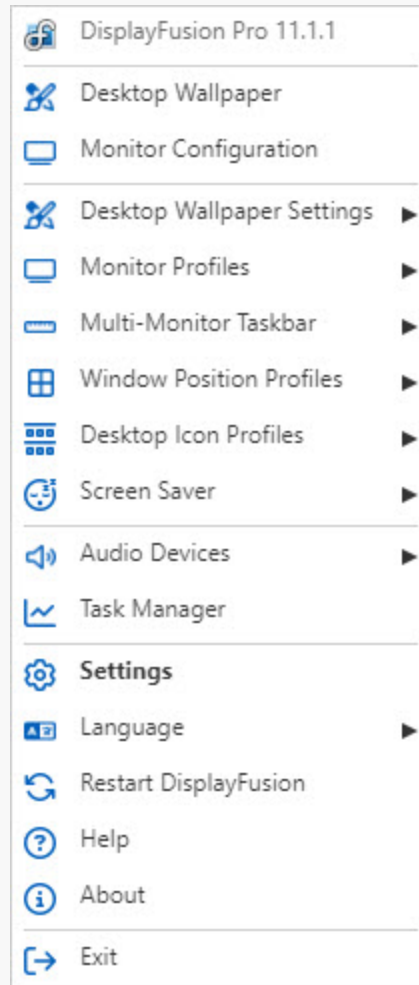 DisplayFusion Pro 11.1.1
Desktop Wallpaper
Monitor Configuration
Desktop Wallpaper Settings
Monitor Profiles
Multi-Monitor Taskbar
Window Position Profiles
Desktop Icon Profiles
Screen Saver
Audio Devices
Task Manager
Settings
Language
Restart DisplayFusion
Help
About
Exit